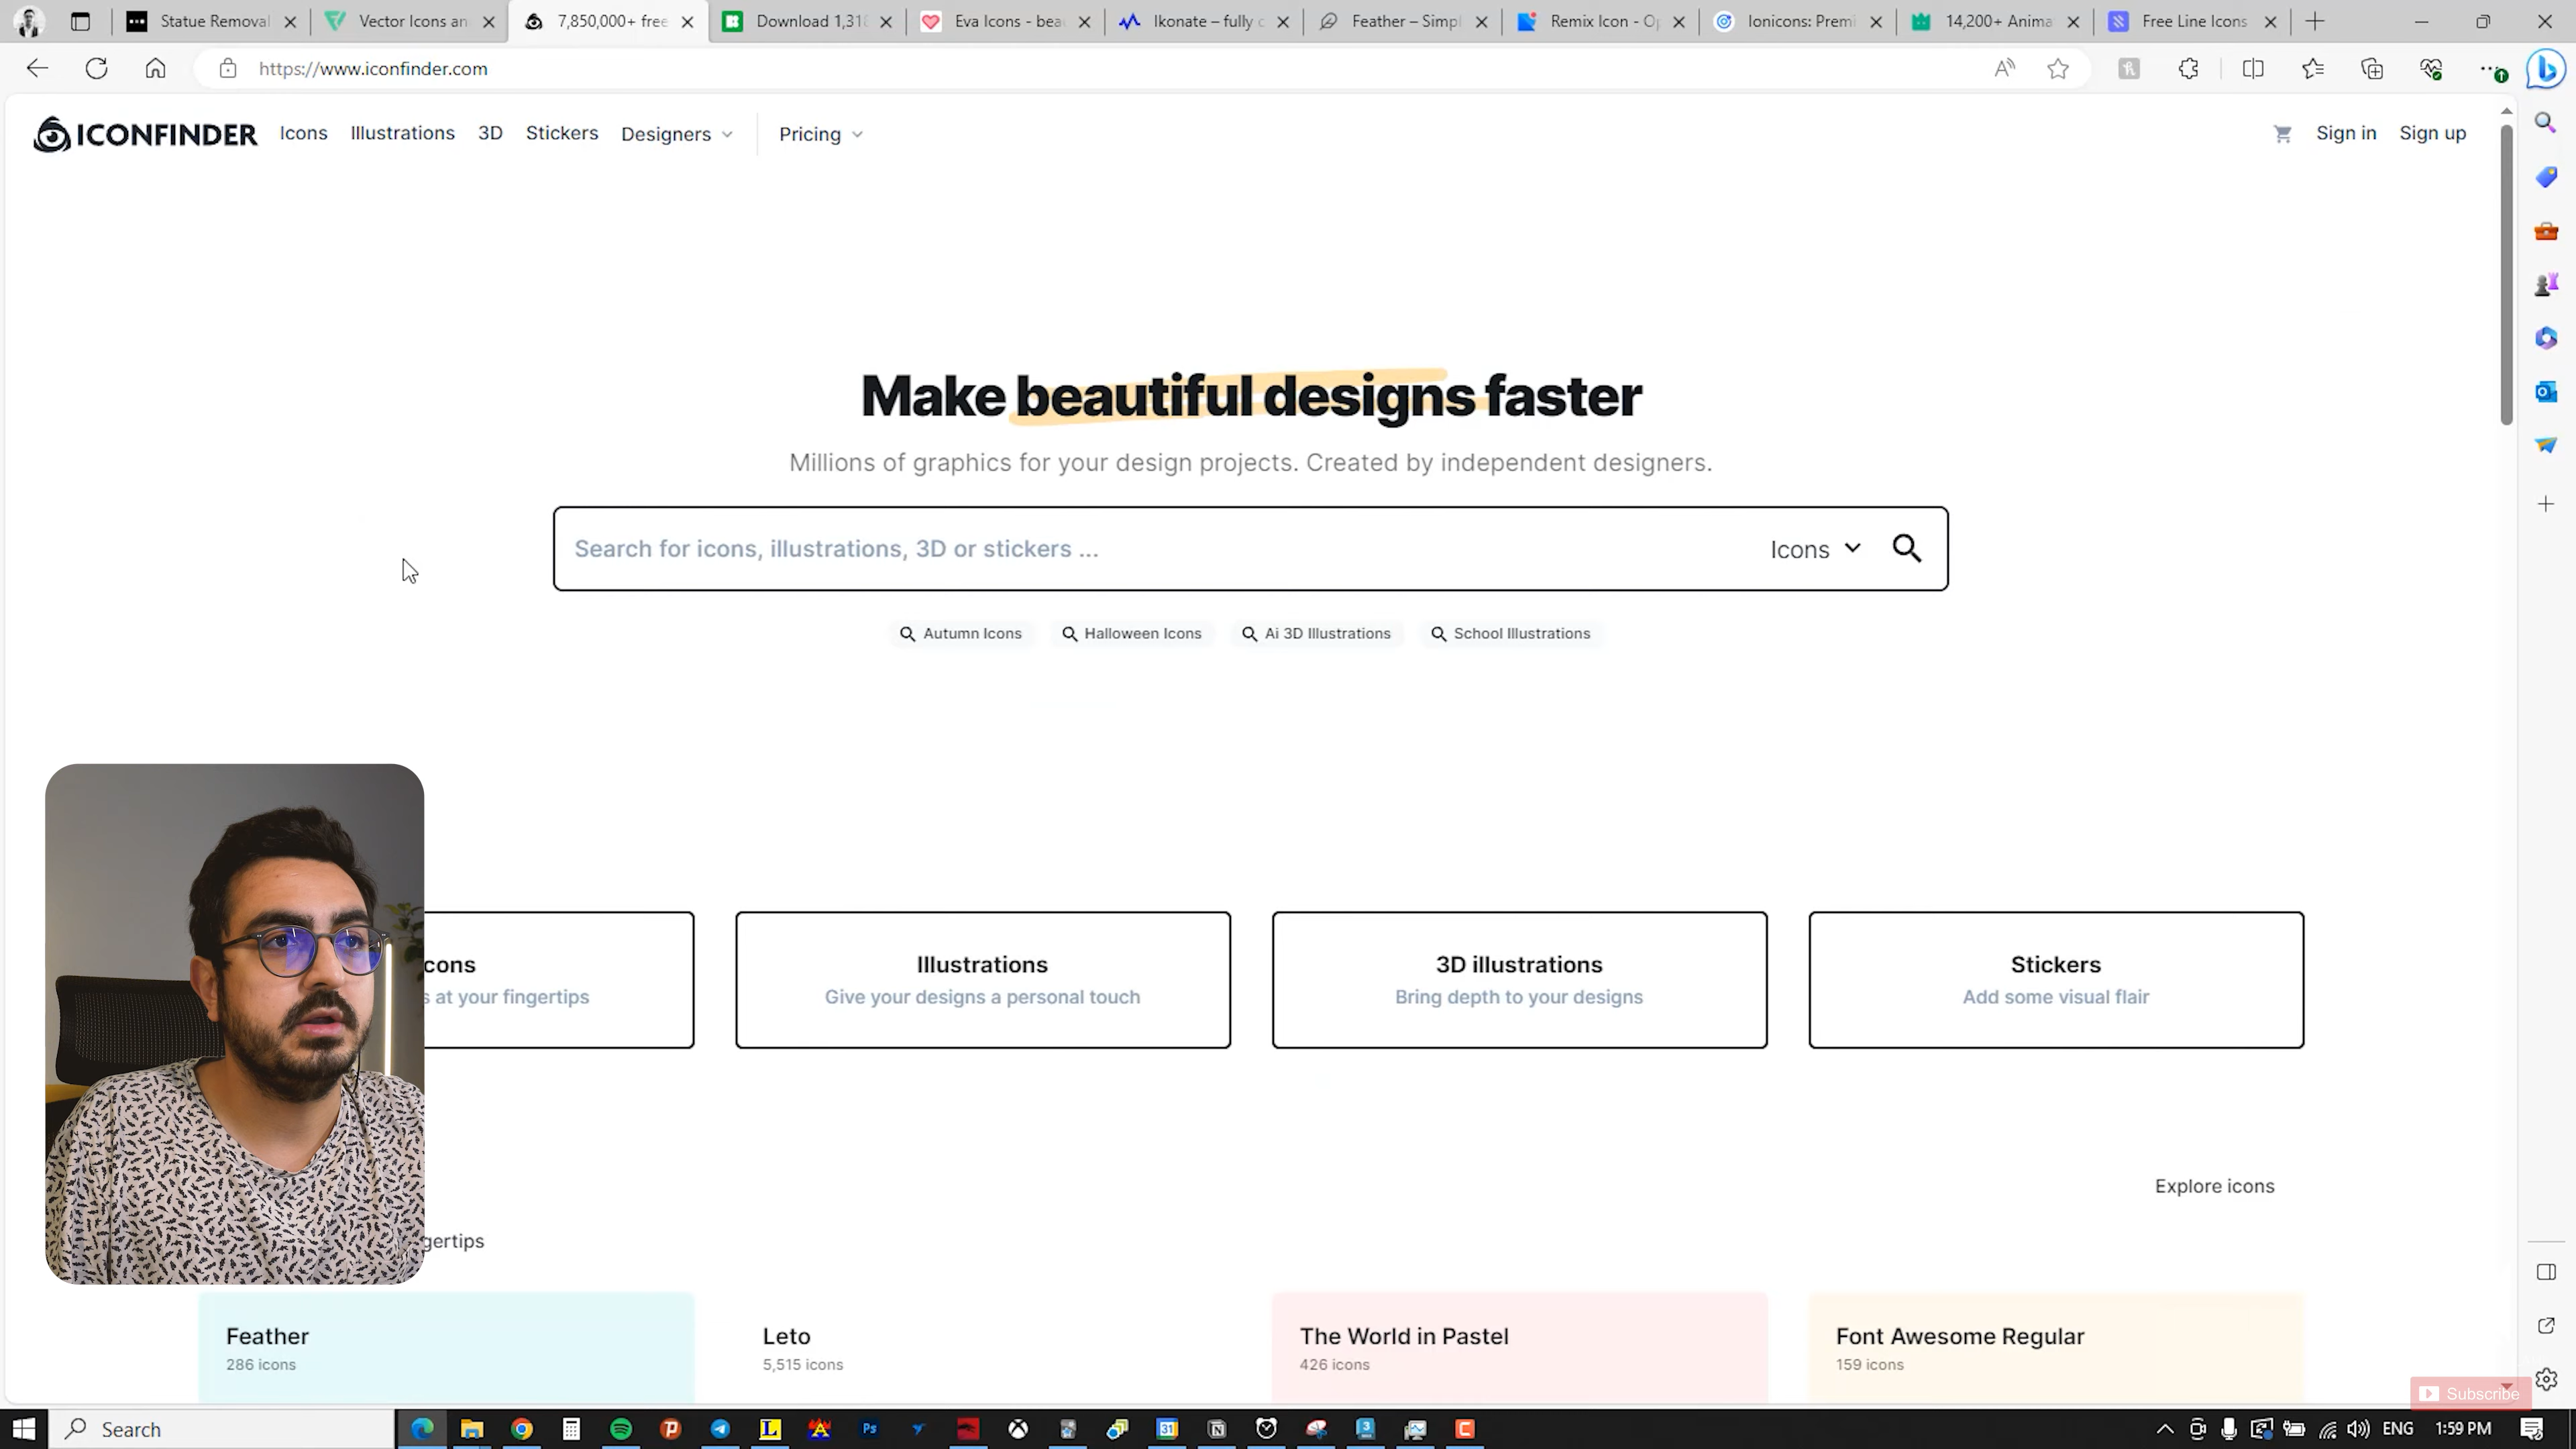 Statue Removal
Vector Icons an
7,850,000+ free
Download 1,318
Eva Icons - bea
Ikonate – fully c
Feather – Simpl
Remix Icon - Op
Ionicons: Premi
14,200+ Anima
Free Line Icons
https://www.iconfinder.com
ICONFINDER
Icons
Illustrations
3D
Stickers
Designers
Pricing
Sign in
Sign up
Make beautiful designs faster
Millions of graphics for your design projects. Created by independent designers.
Search for icons, illustrations, 3D or stickers ...
Icons
Autumn Icons
Halloween Icons
Ai 3D Illustrations
School Illustrations
cons
s at your fingertips
Illustrations
Give your designs a personal touch
3D illustrations
Bring depth to your designs
Stickers
Add some visual flair
Explore icons
gertips
Feather
286 icons
Leto
5,515 icons
The World in Pastel
426 icons
Font Awesome Regular
159 icons
Subscribe
Search
Ps
31
ENG
1:59 PM